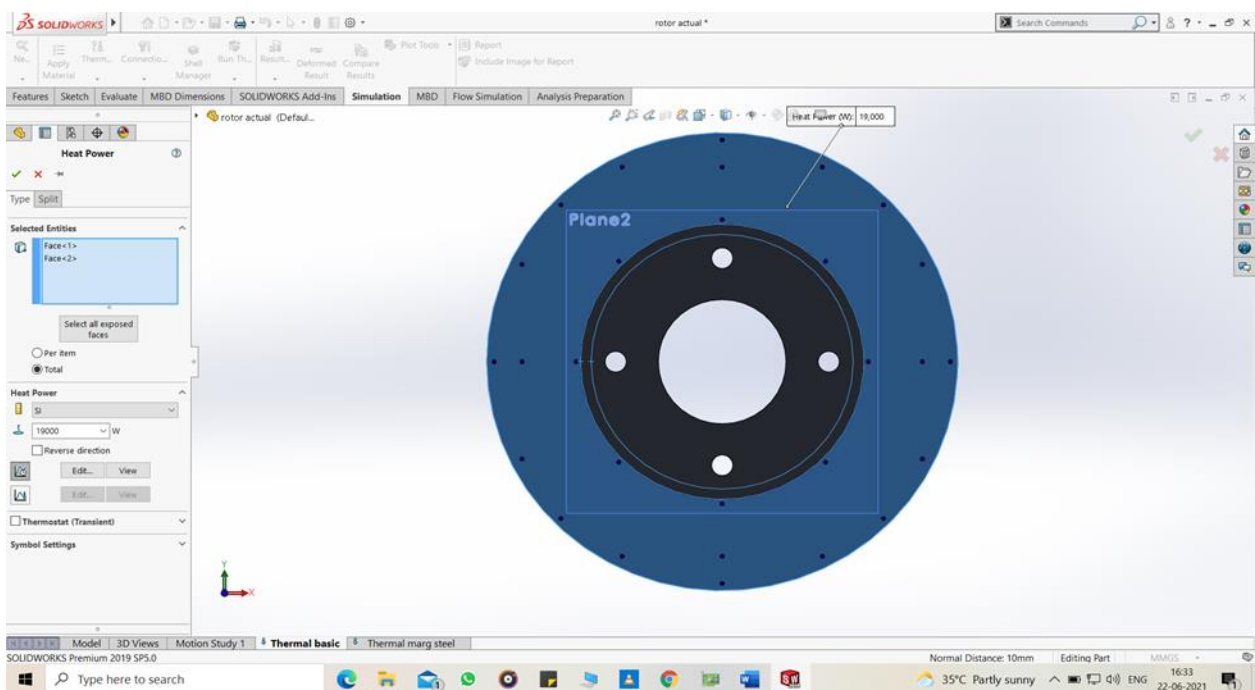 SOLIDWORKS
rotor actual *
Search Commands
Ne...
Apply Material
Therm...
Connectio...
Shell Manager
Run Th...
Result...
Deformed Result
Compare Results
Plot Tools
Report
Include Image for Report
Features Sketch Evaluate MBD Dimensions SOLIDWORKS Add-Ins Simulation MBD Flow Simulation Analysis Preparation
rotor actual (Defaul...
Heat Power (W): 19,000
Heat Power
Type Split
Plane2
Selected Entities
Face<1>
Face<2>
Select all exposed
faces
Per item
Total
Heat Power
SI
19000 W
Reverse direction
Edit... View
Edit... View
Thermostat (Transient)
Symbol Settings
Y
X
Model 3D Views Motion Study 1 Thermal basic Thermal marg steel
SOLIDWORKS Premium 2019 SP5.0
Normal Distance: 10mm Editing Part MMGS
Type here to search
35°C Partly sunny ENG 16:33
22-06-2021